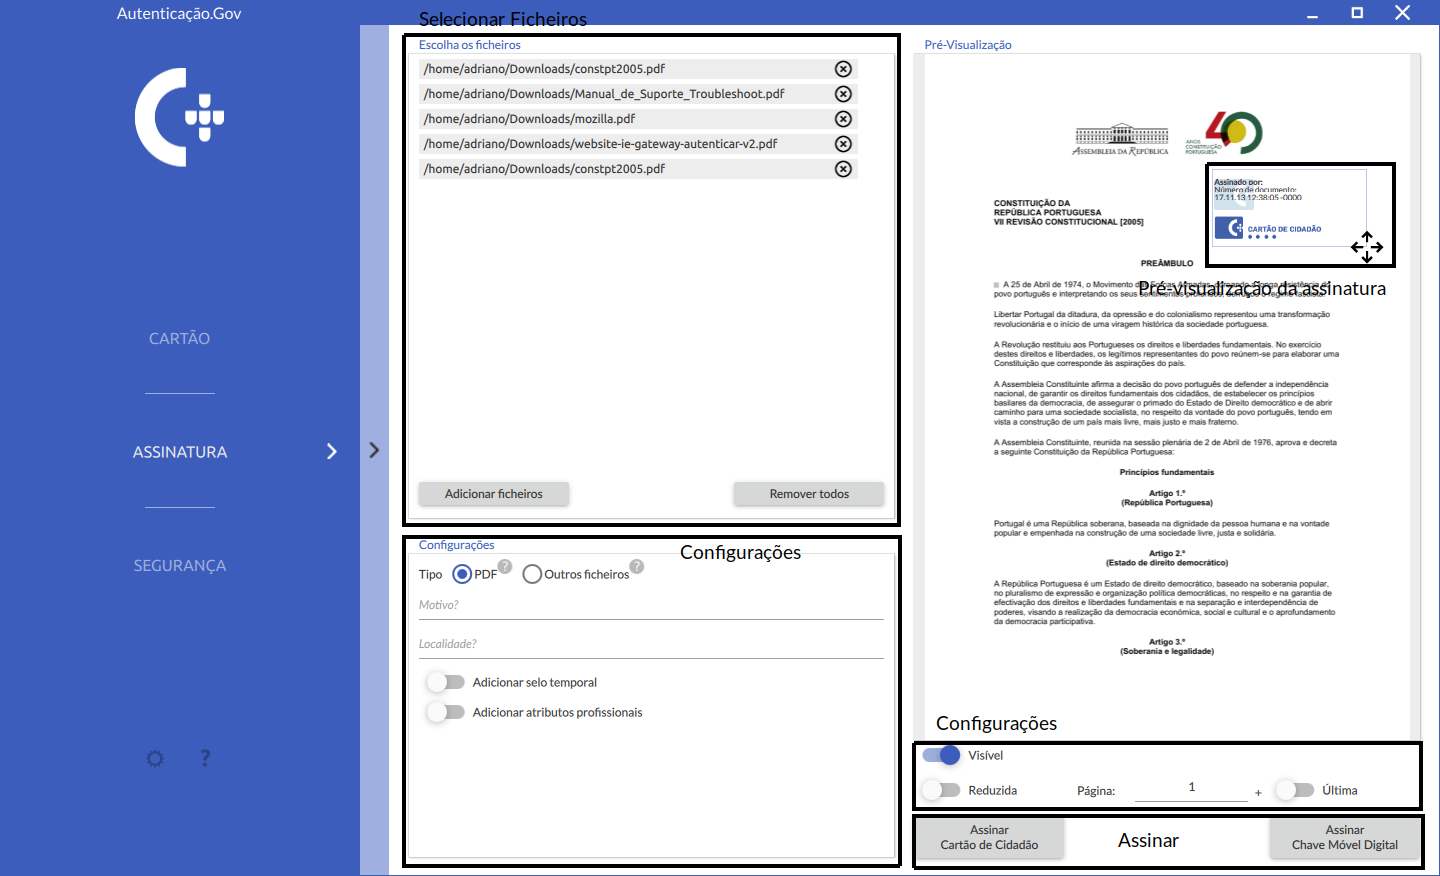 Autenticação.Gov
CARTÃO
ASSINATURA
SEGURANÇA
?
Selecionar Ficheiros
Escolha os ficheiros
/home/adriano/Downloads/constpt2005.pdf
/home/adriano/Downloads/Manual_de_Suporte_Troubleshoot.pdf
/home/adriano/Downloads/mozilla.pdf
/home/adriano/Downloads/website-ie-gateway-autenticar-v2.pdf
/home/adriano/Downloads/constpt2005.pdf
Adicionar ficheiros
Remover todos
Configurações
Configurações
Tipo PDF ? Outros ficheiros ?
Motivo?
Localidade?
Adicionar selo temporal
Adicionar atributos profissionais
Pré-Visualização
ASSEMBLEIA DA REPÚBLICA
40
ANOS
CONSTITUIÇÃO
PORTUGUESA
Assinado por:
Número de documento:
17.11.13 12:38:05 -0000
CARTÃO DE CIDADÃO
Pré-visualização da assinatura
CONSTITUIÇÃO DA
REPÚBLICA PORTUGUESA
VII REVISÃO CONSTITUCIONAL [2005]
PREÂMBULO
A 25 de Abril de 1974, o Movimento das Forças Armadas, coroando a longa resistência do
povo português e interpretando os seus sentimentos profundos, derrubou o regime fascista.
Libertar Portugal da ditadura, da opressão e do colonialismo representou uma transformação
revolucionária e o início de uma viragem histórica da sociedade portuguesa.
A Revolução restituiu aos Portugueses os direitos e liberdades fundamentais. No exercício
destes direitos e liberdades, os legítimos representantes do povo reúnem-se para elaborar uma
Constituição que corresponde às aspirações do país.
A Assembleia Constituinte afirma a decisão do povo português de defender a independência
nacional, de garantir os direitos fundamentais dos cidadãos, de estabelecer os princípios
basilares da democracia, de assegurar o primado do Estado de Direito democrático e de abrir
caminho para uma sociedade socialista, no respeito da vontade do povo português, tendo em
vista a construção de um país mais livre, mais justo e mais fraterno.
A Assembleia Constituinte, reunida na sessão plenária de 2 de Abril de 1976, aprova e decreta
a seguinte Constituição da República Portuguesa:
Princípios fundamentais
Artigo 1.º
(República Portuguesa)
Portugal é uma República soberana, baseada na dignidade da pessoa humana e na vontade
popular e empenhada na construção de uma sociedade livre, justa e solidária.
Artigo 2.º
(Estado de direito democrático)
A República Portuguesa é um Estado de direito democrático, baseado na soberania popular,
no pluralismo de expressão e organização política democráticas, no respeito e na garantia de
efectivação dos direitos e liberdades fundamentais e na separação e interdependência de
poderes, visando a realização da democracia económica, social e cultural e o aprofundamento
da democracia participativa.
Artigo 3.º
(Soberania e legalidade)
Configurações
Visível
Reduzida
Página: 1 +
Última
Assinar
Cartão de Cidadão
Assinar
Assinar
Chave Móvel Digital